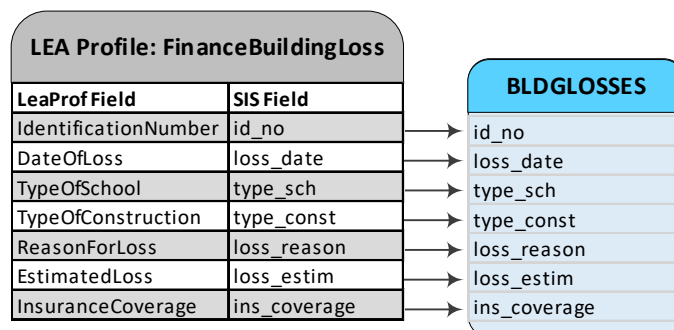 LEA Profile: FinanceBuildingLoss
LeaProf Field SIS Field
IdentificationNumber id_no
DateOfLoss loss_date
TypeOfSchool type_sch
TypeOfConstruction type_const
ReasonForLoss loss_reason
EstimatedLoss loss_estim
InsuranceCoverage ins_coverage
BLDGLOSSES
id_no
loss_date
type_sch
type_const
loss_reason
loss_estim
ins_coverage